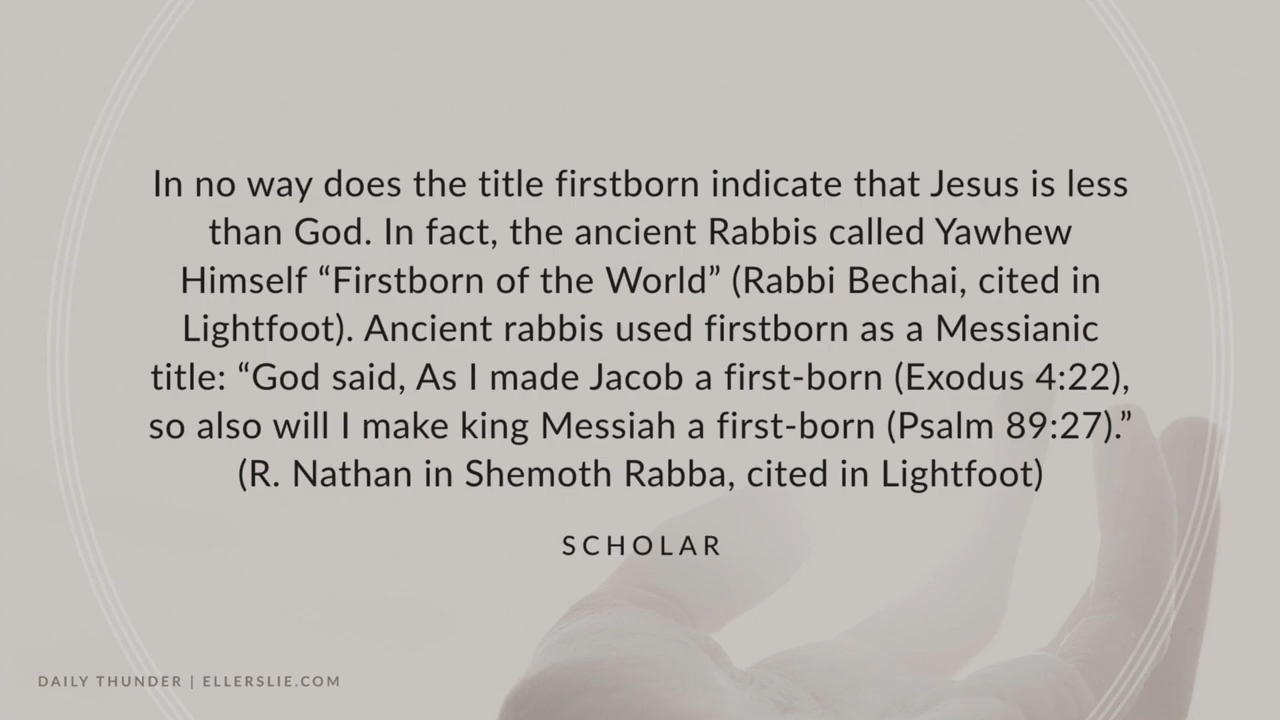 In no way does the title firstborn indicate that Jesus is less
than God. In fact, the ancient Rabbis called Yawhew
Himself “Firstborn of the World” (Rabbi Bechai, cited in
Lightfoot). Ancient rabbis used firstborn as a Messianic
title: “God said, As I made Jacob a first-born (Exodus 4:22),
so also will I make king Messiah a first-born (Psalm 89:27).”
(R. Nathan in Shemoth Rabba, cited in Lightfoot)
SCHOLAR
DAILY THUNDER | ELLERSLIE.COM